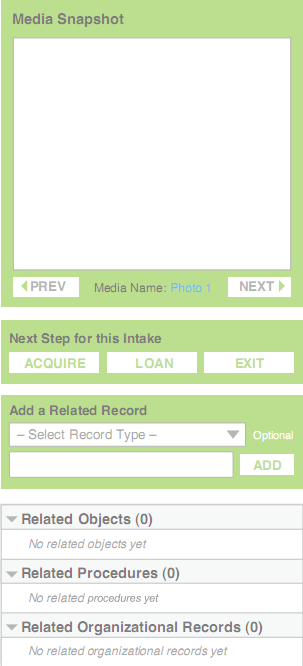 Media Snapshot
PREV
Media Name: Photo 1
NEXT
Next Step for this Intake
ACQUIRE
LOAN
EXIT
Add a Related Record
– Select Record Type –
Optional
ADD
Related Objects (0)
No related objects yet
Related Procedures (0)
No related procedures yet
Related Organizational Records (0)
No related organizational records yet